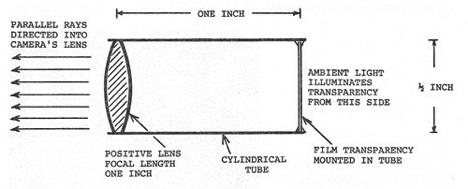 ONE INCH
PARALLEL RAYS
DIRECTED INTO
CAMERA'S LENS
AMBIENT LIGHT
ILLUMINATES
TRANSPARENCY
FROM THIS SIDE
½ INCH
POSITIVE LENS
FOCAL LENGTH
ONE INCH
CYLINDRICAL
TUBE
FILM TRANSPARENCY
MOUNTED IN TUBE